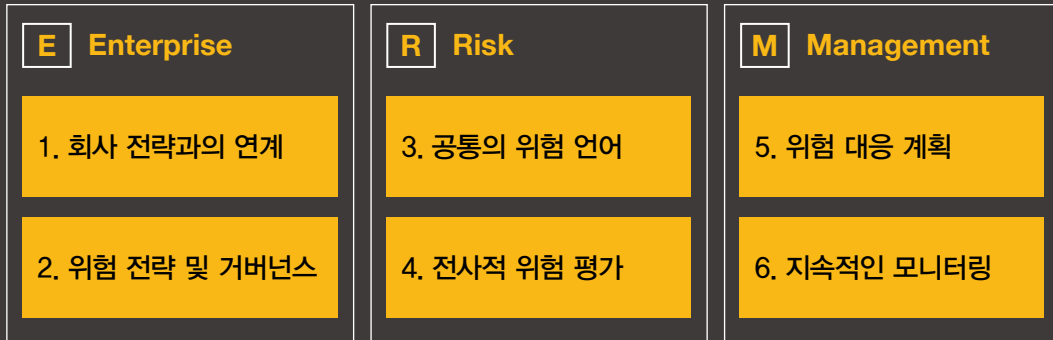 E Enterprise
1. 회사 전략과의 연계
2. 위험 전략 및 거버넌스
R Risk
3. 공통의 위험 언어
4. 전사적 위험 평가
M Management
5. 위험 대응 계획
6. 지속적인 모니터링